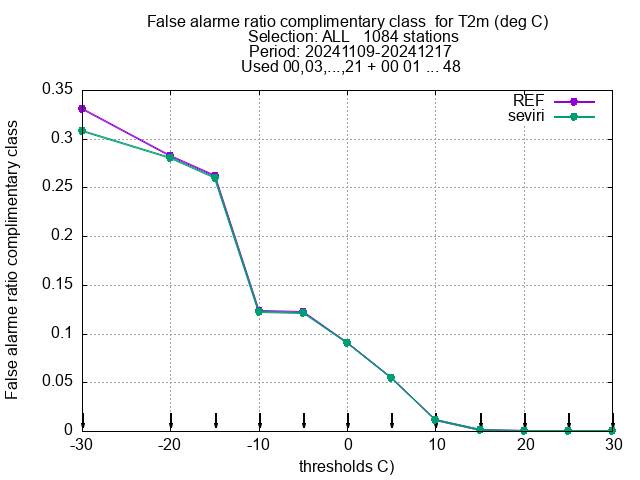 False alarme ratio complimentary class  for T2m (deg C)
Selection: ALL   1084 stations
Period: 20241109-20241217
Used 00,03,...,21 + 00 01 ... 48
REF
seviri
False alarme ratio complimentary class
0.35
0.3
0.25
0.2
0.15
0.1
0.05
0
-30 -20 -10 0 10 20 30
thresholds C)